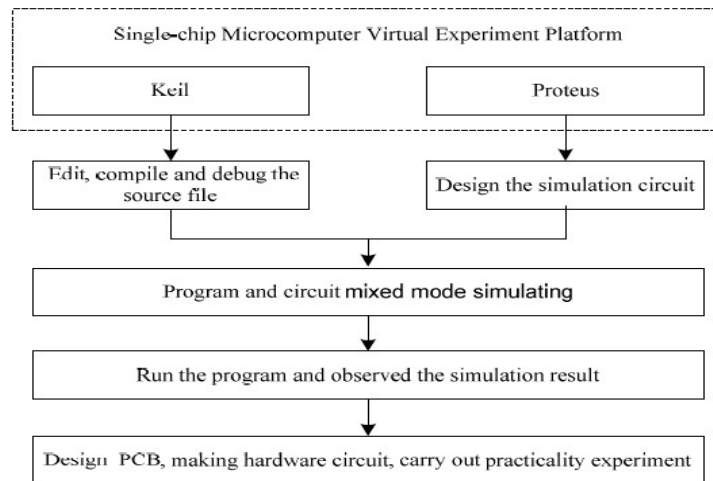 Single-chip Microcomputer Virtual Experiment Platform
Keil
Proteus
Edit, compile and debug the
source file
Design the simulation circuit
Program and circuit mixed mode simulating
Run the program and observed the simulation result
Design PCB, making hardware circuit, carry out practicality experiment